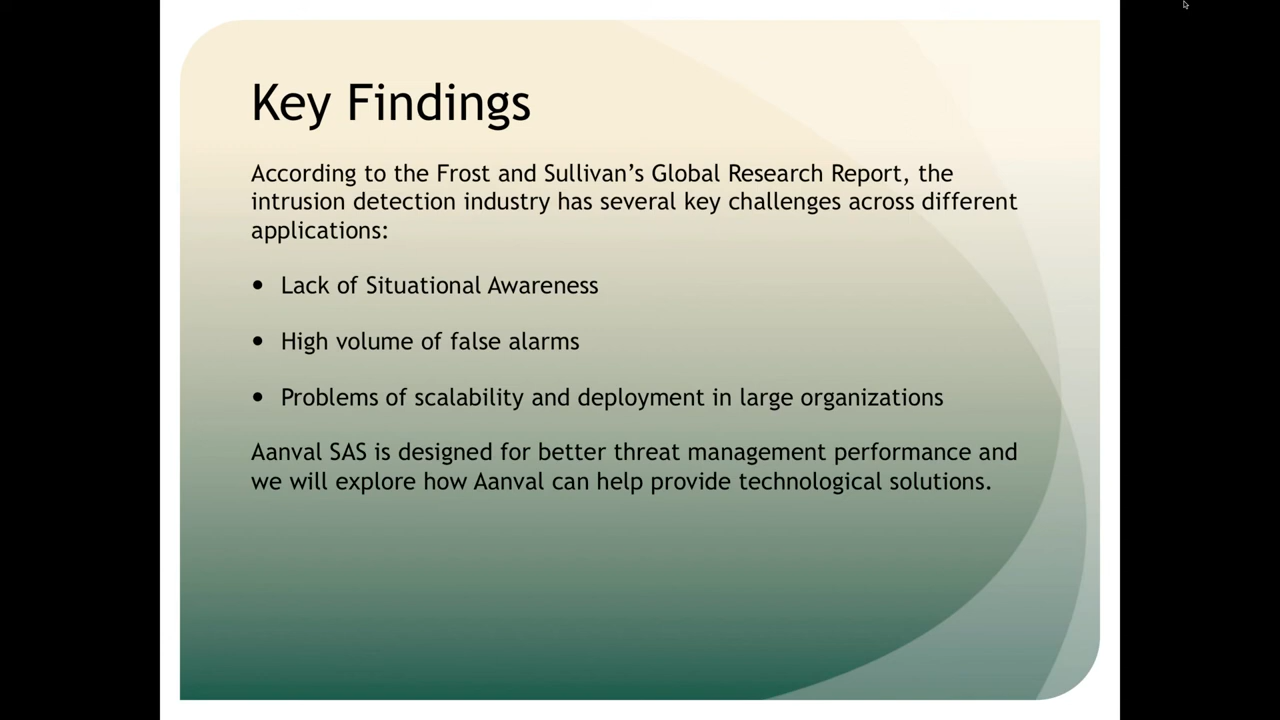 Key Findings
According to the Frost and Sullivan’s Global Research Report, the
intrusion detection industry has several key challenges across different
applications:
• Lack of Situational Awareness
• High volume of false alarms
• Problems of scalability and deployment in large organizations
Aanval SAS is designed for better threat management performance and
we will explore how Aanval can help provide technological solutions.